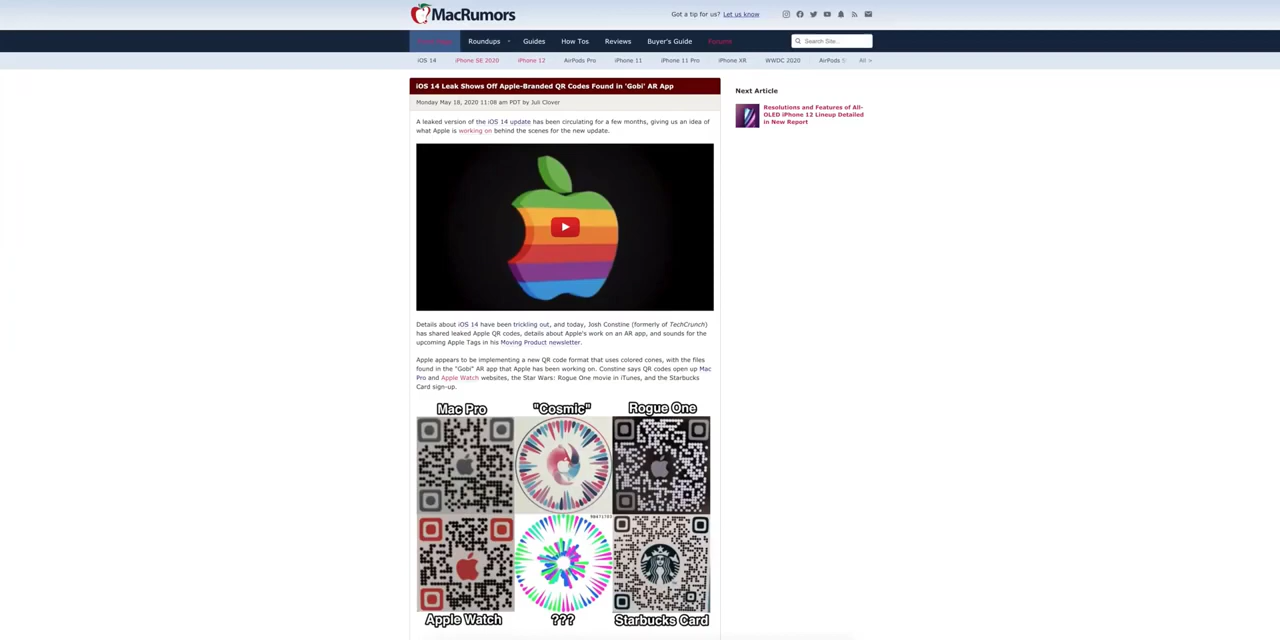 MacRumors
Got a tip for us? Let us know
Roundups
Guides
How Tos
Reviews
Buyer's Guide
Forums
Search Site...
iOS 14
iPhone SE 2020
iPhone 12
AirPods Pro
iPhone 11
iPhone 11 Pro
iPhone XR
WWDC 2020
AirPods
All >
iOS 14 Leak Shows Off Apple-Branded QR Codes Found in 'Gobi' AR App
Monday May 18, 2020 11:08 am PDT by Juli Clover
A leaked version of the iOS 14 update has been circulating for a few months, giving us an idea of
what Apple is working on behind the scenes for the new update.
Details about iOS 14 have been trickling out, and today, Josh Constine (formerly of TechCrunch)
has shared leaked Apple QR codes, details about Apple's work on an AR app, and sounds for the
upcoming Apple Tags in his Moving Product newsletter.
Apple appears to be implementing a new QR code format that uses colored cones, with the files
found in the "Gobi" AR app that Apple has been working on. Constine says QR codes open up Mac
Pro and Apple Watch websites, the Star Wars: Rogue One movie in iTunes, and the Starbucks
Card sign-up.
Mac Pro
"Cosmic"
Rogue One
Apple Watch
???
Starbucks Card
Next Article
Resolutions and Features of All-
OLED iPhone 12 Lineup Detailed
in New Report